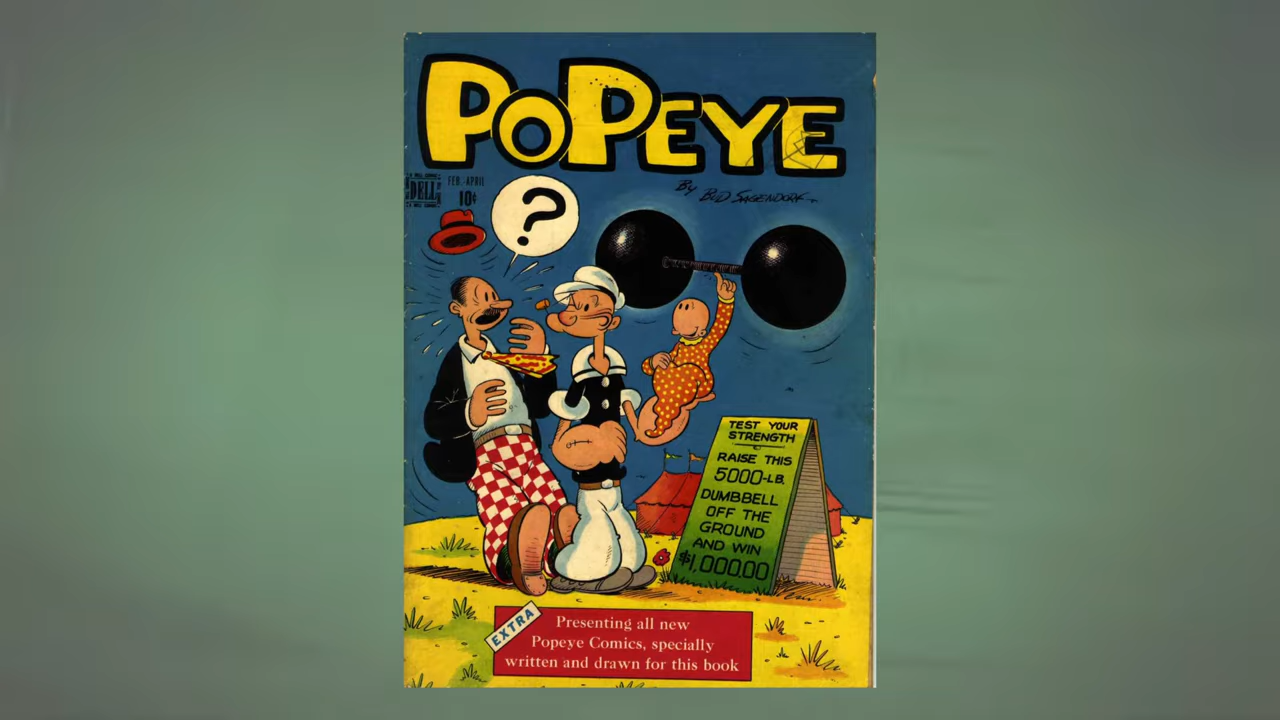 POPEYE
DELL
FEB.-APRIL
10¢
By BUD SAGENDORF
?
TEST YOUR
STRENGTH
RAISE THIS
5000-LB.
DUMBBELL
OFF THE
GROUND
AND WIN
$1,000.00
EXTRA
Presenting all new
Popeye Comics, specially
written and drawn for this book